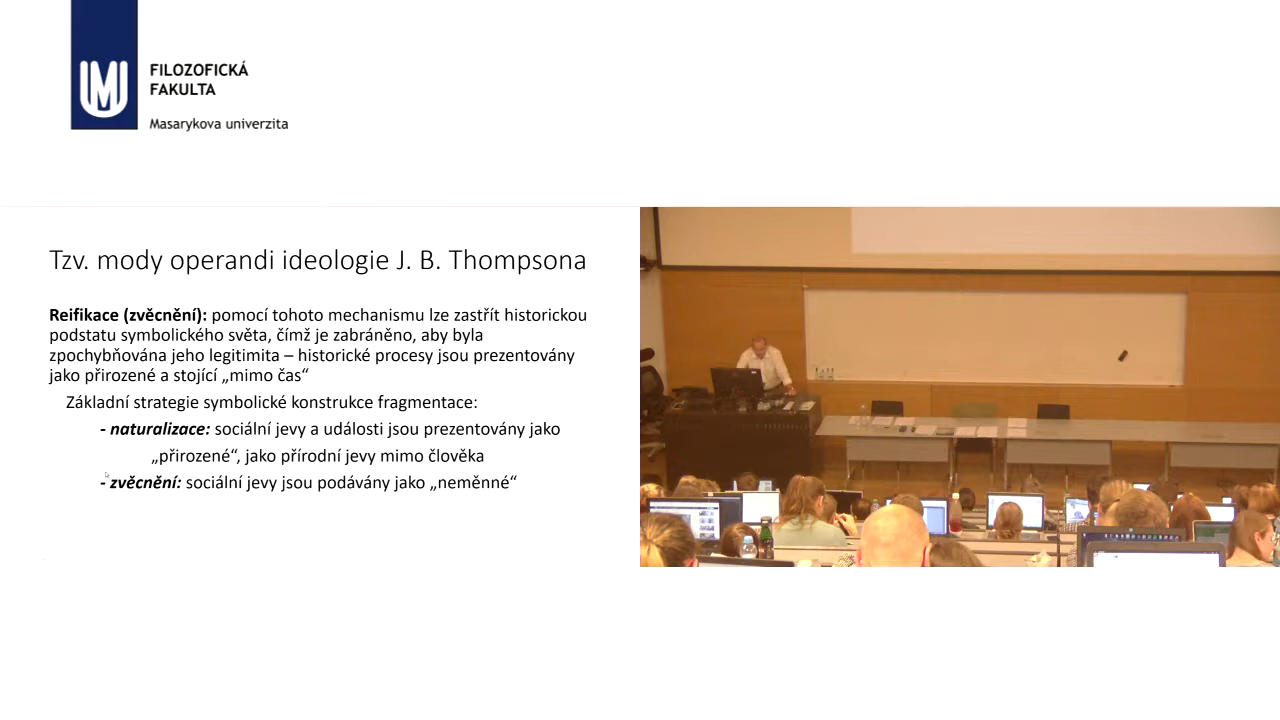 FILOZOFICKÁ
FAKULTA
Masarykova univerzita
Tzv. mody operandi ideologie J. B. Thompsona
Reifikace (zvěcnění): pomocí tohoto mechanismu lze zastřít historickou
podstatu symbolického světa, čímž je zabráněno, aby byla
zpochybňována jeho legitimita – historické procesy jsou prezentovány
jako přirozené a stojící „mimo čas“
Základní strategie symbolické konstrukce fragmentace:
- naturalizace: sociální jevy a události jsou prezentovány jako
„přirozené“, jako přírodní jevy mimo člověka
- zvěcnění: sociální jevy jsou podávány jako „neměnné“